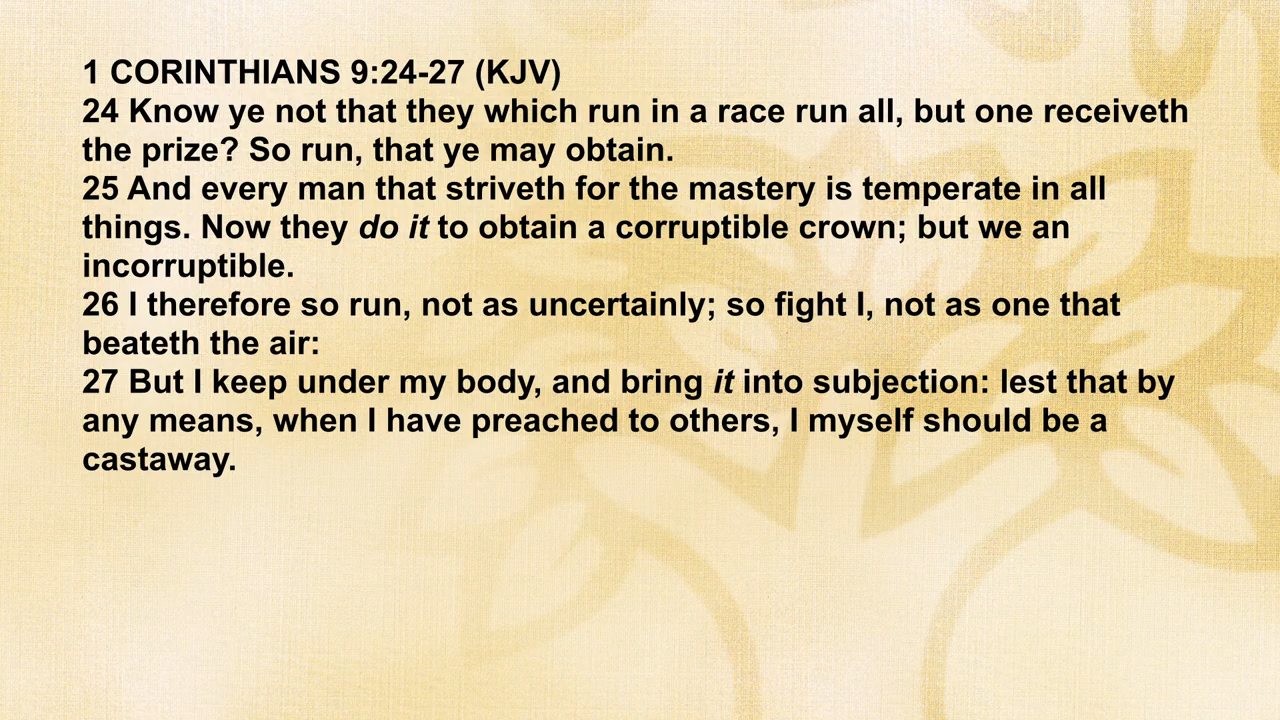 1 CORINTHIANS 9:24-27 (KJV)
24 Know ye not that they which run in a race run all, but one receiveth
the prize? So run, that ye may obtain.
25 And every man that striveth for the mastery is temperate in all
things. Now they do it to obtain a corruptible crown; but we an
incorruptible.
26 I therefore so run, not as uncertainly; so fight I, not as one that
beateth the air:
27 But I keep under my body, and bring it into subjection: lest that by
any means, when I have preached to others, I myself should be a
castaway.